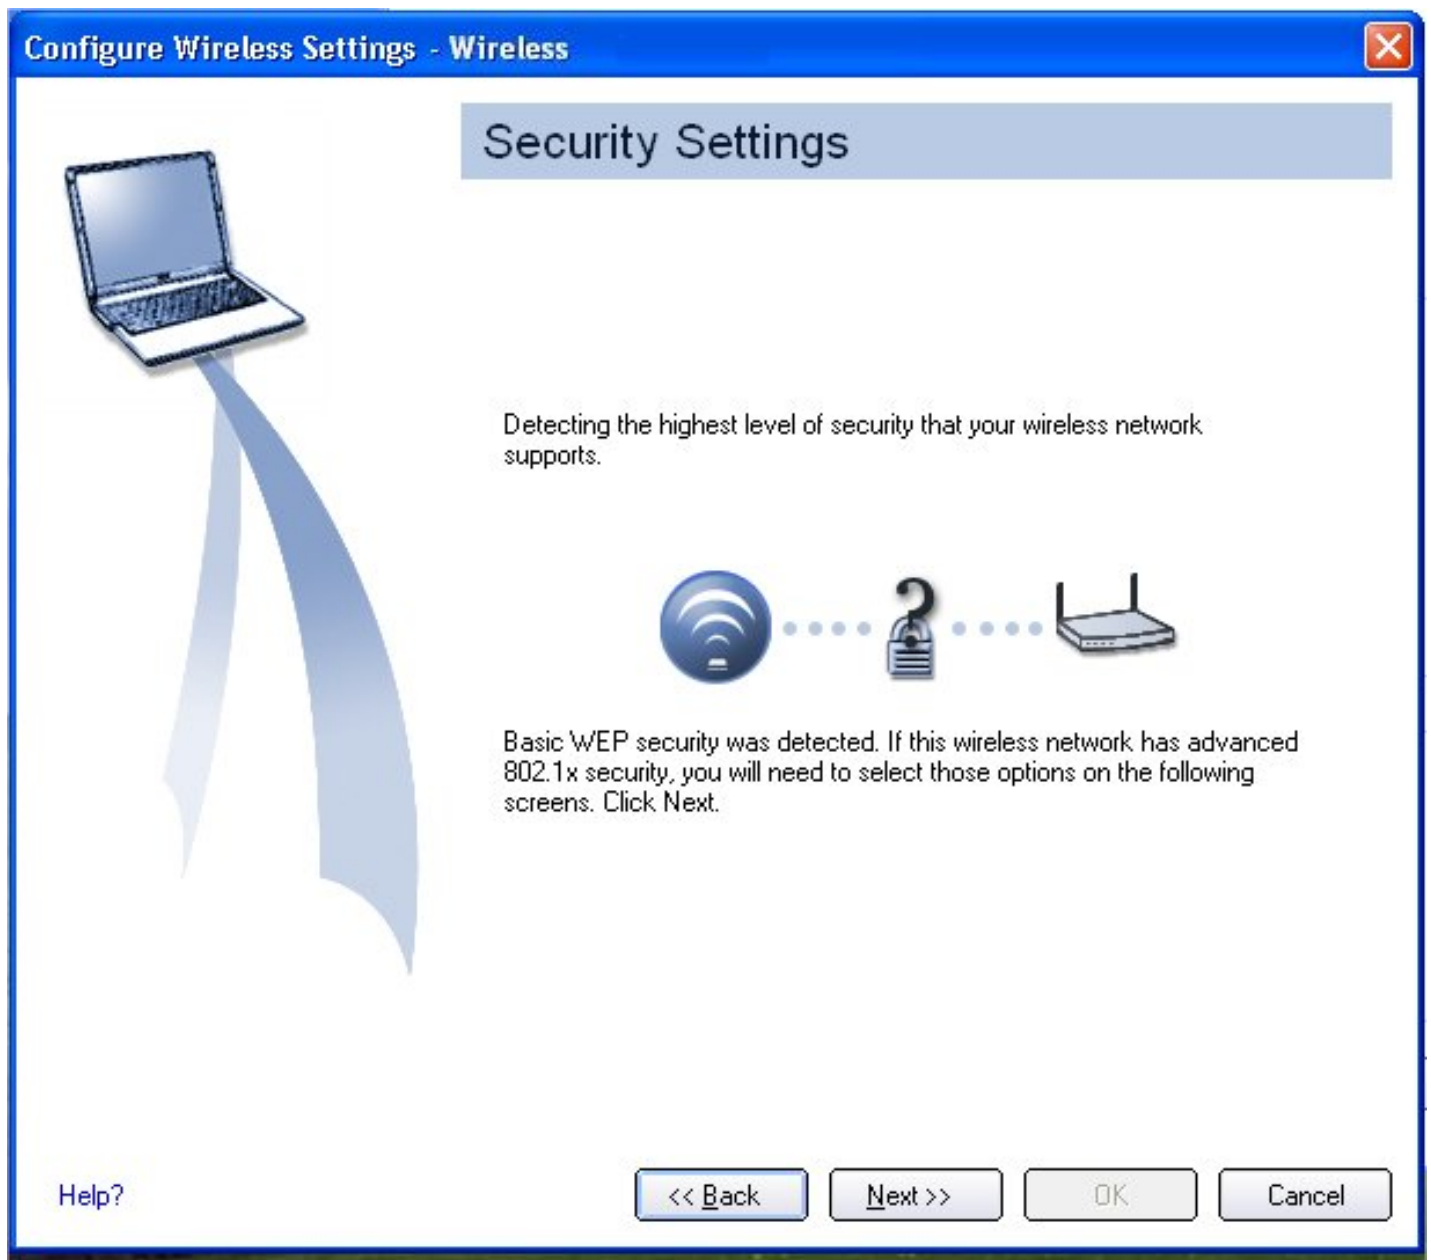 Configure Wireless Settings - Wireless
Security Settings
Detecting the highest level of security that your wireless network
supports.
Basic WEP security was detected. If this wireless network has advanced
802.1x security, you will need to select those options on the following
screens. Click Next.
Help?
<< Back
Next >>
OK
Cancel